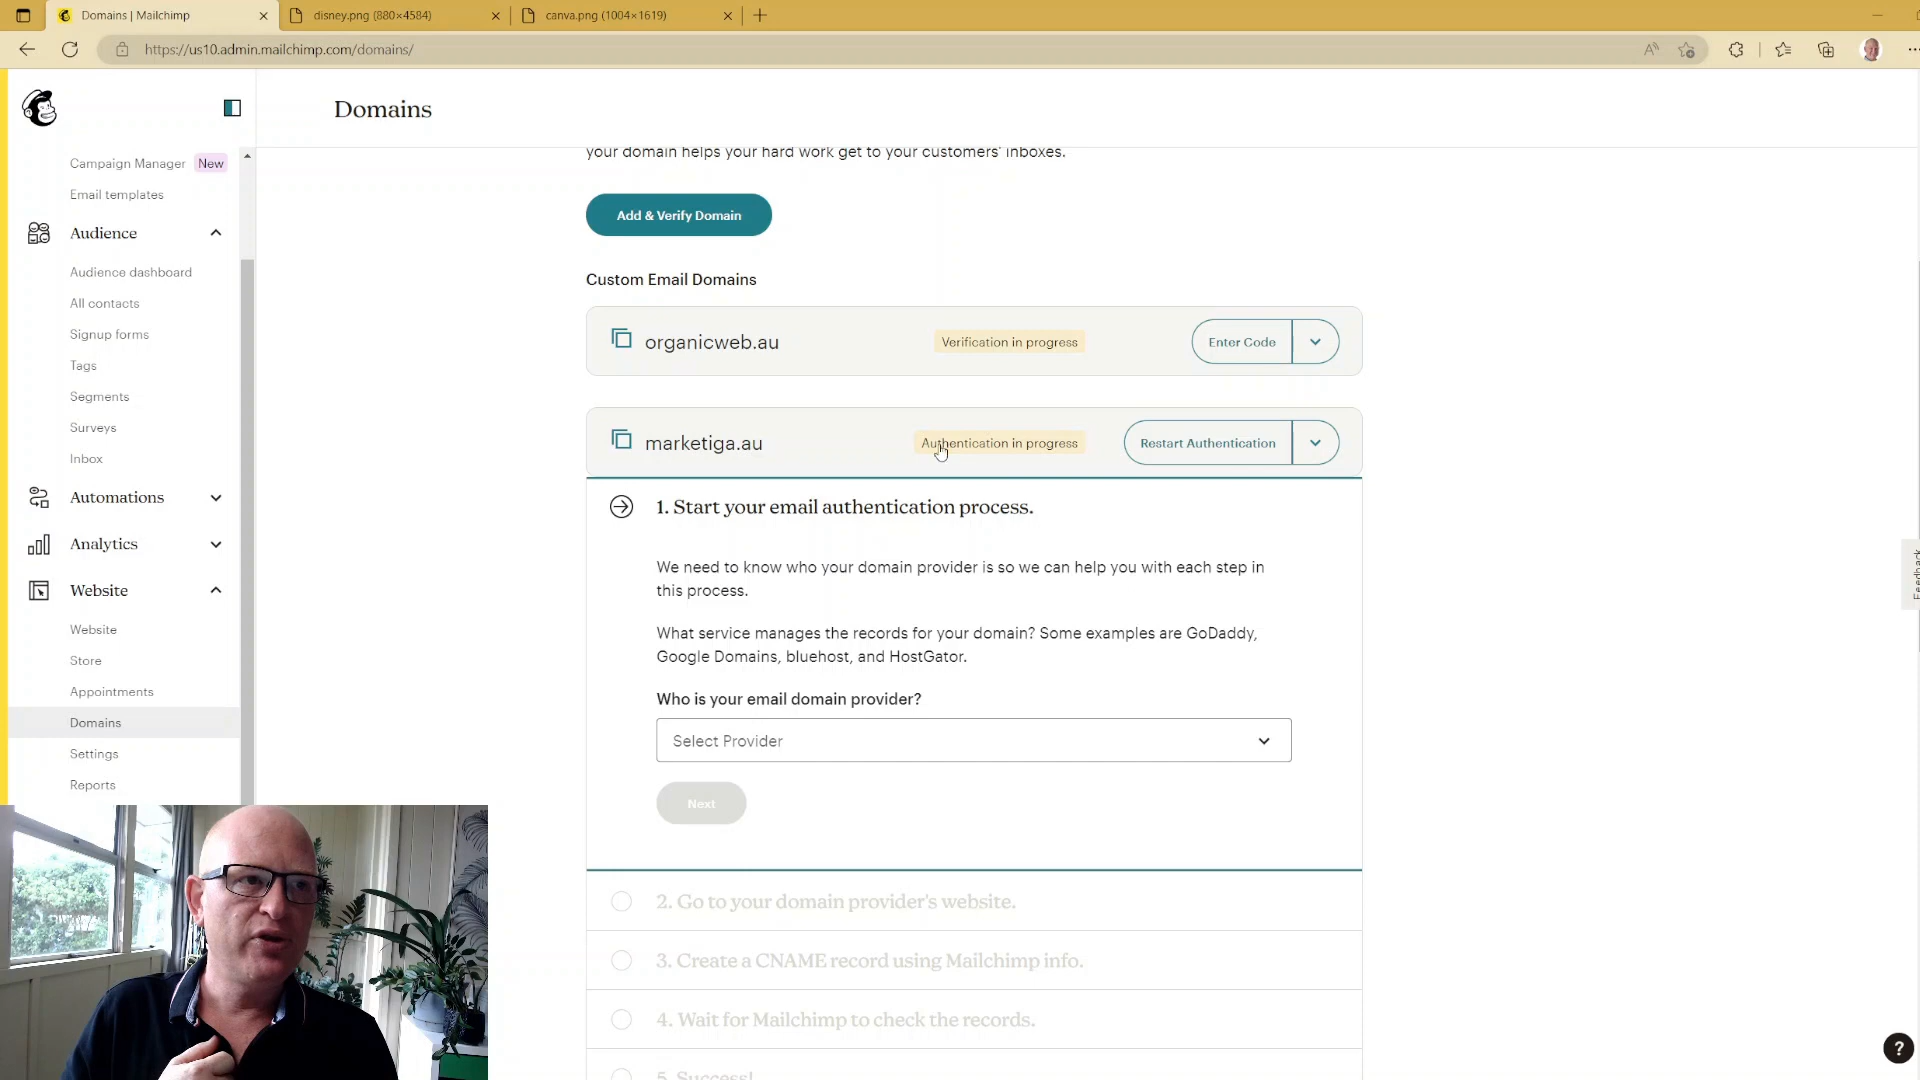 Domains | Mailchimp
disney.png (880×4584)
canva.png (1004×1619)
https://us10.admin.mailchimp.com/domains/
Domains
Campaign Manager New
Email templates
Audience
Audience dashboard
All contacts
Signup forms
Tags
Segments
Surveys
Inbox
Automations
Analytics
Website
Website
Store
Appointments
Domains
Settings
Reports
your domain helps your hard work get to your customers' inboxes.
Add & Verify Domain
Custom Email Domains
organicweb.au
Verification in progress
Enter Code
marketiga.au
Authentication in progress
Restart Authentication
1. Start your email authentication process.
We need to know who your domain provider is so we can help you with each step in
this process.
What service manages the records for your domain? Some examples are GoDaddy,
Google Domains, bluehost, and HostGator.
Who is your email domain provider?
Select Provider
Next
2. Go to your domain provider's website.
3. Create a CNAME record using Mailchimp info.
4. Wait for Mailchimp to check the records.
5. Success!
Feedback
?